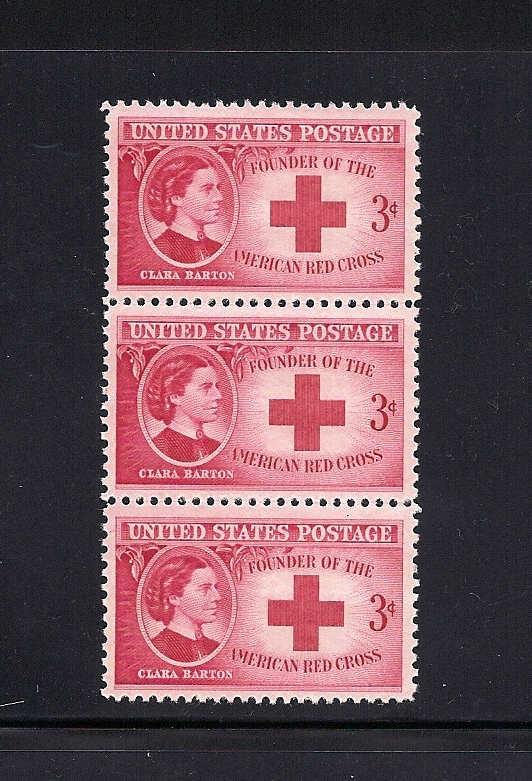 UNITED STATES POSTAGE
FOUNDER OF THE
3¢
AMERICAN RED CROSS
CLARA BARTON
UNITED STATES POSTAGE
FOUNDER OF THE
3¢
AMERICAN RED CROSS
CLARA BARTON
UNITED STATES POSTAGE
FOUNDER OF THE
3¢
AMERICAN RED CROSS
CLARA BARTON